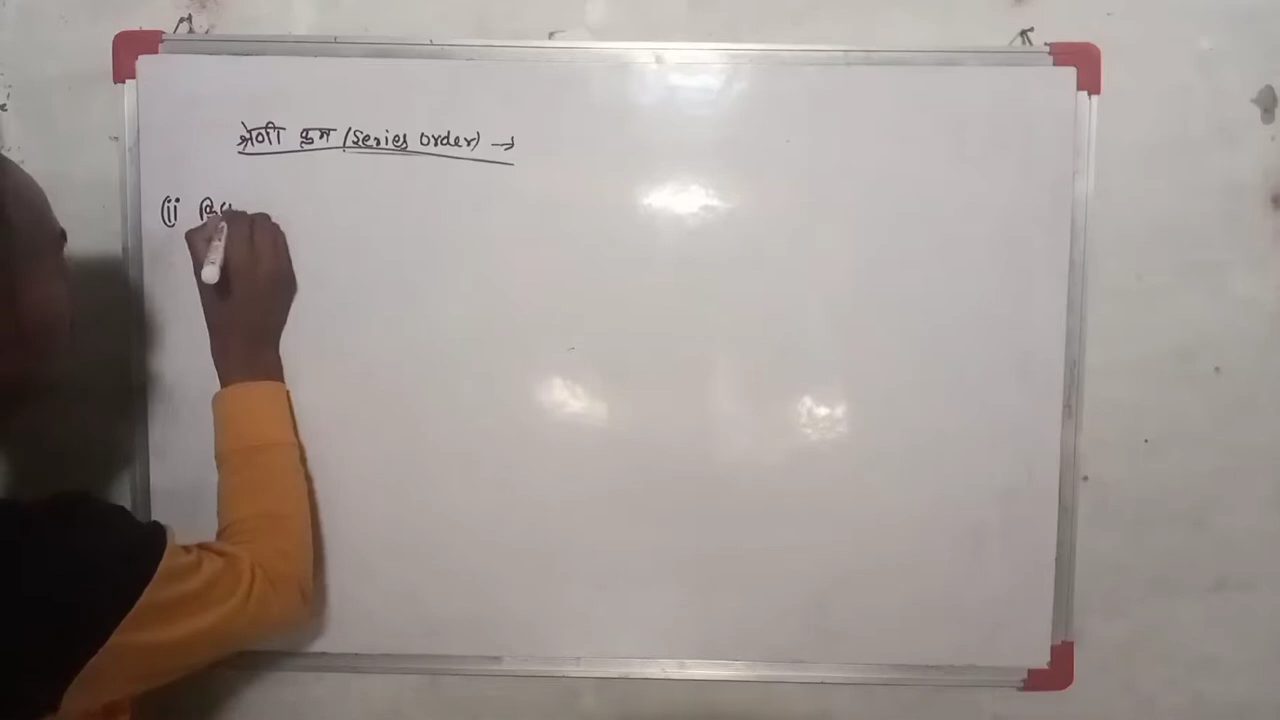 श्रेणी क्रम (Series order) →
(i)